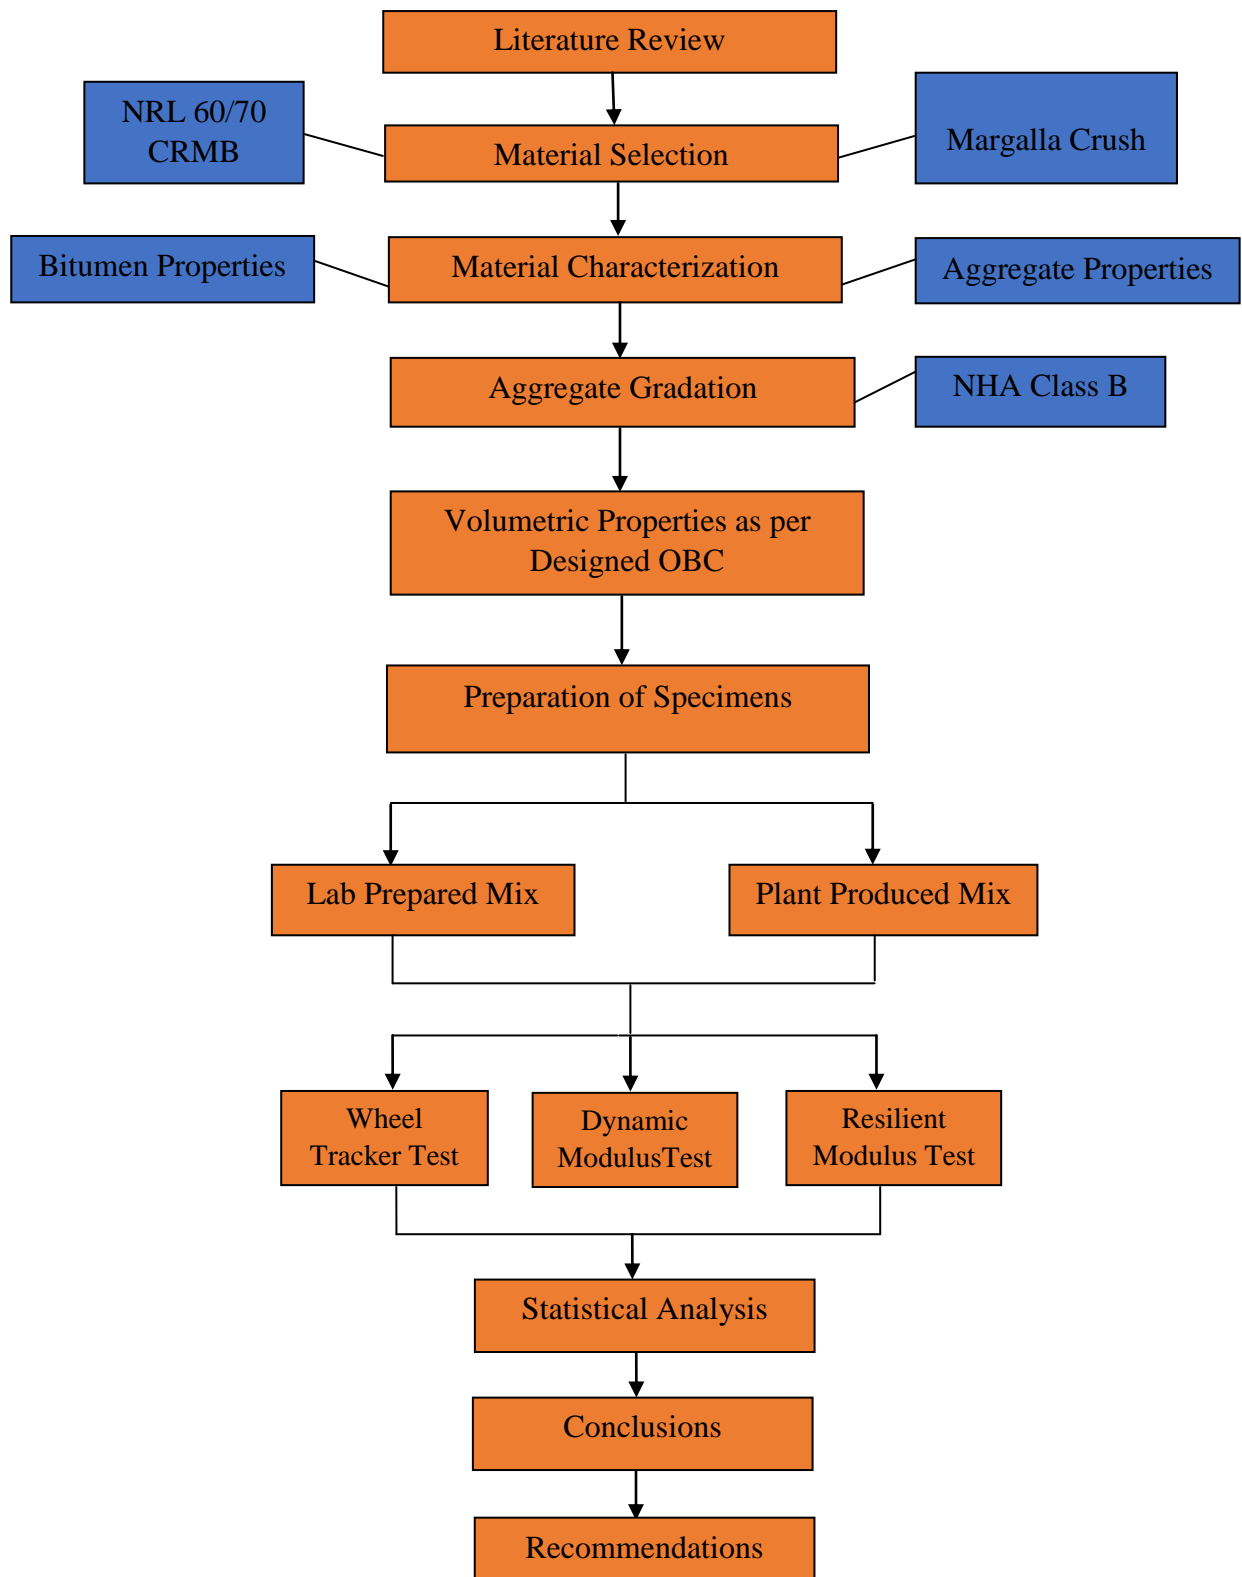 Literature Review
NRL 60/70
CRMB
Material Selection
Margalla Crush
Bitumen Properties
Material Characterization
Aggregate Properties
Aggregate Gradation
NHA Class B
Volumetric Properties as per
Designed OBC
Preparation of Specimens
Lab Prepared Mix
Plant Produced Mix
Wheel
Tracker Test
Dynamic
ModulusTest
Resilient
Modulus Test
Statistical Analysis
Conclusions
Recommendations